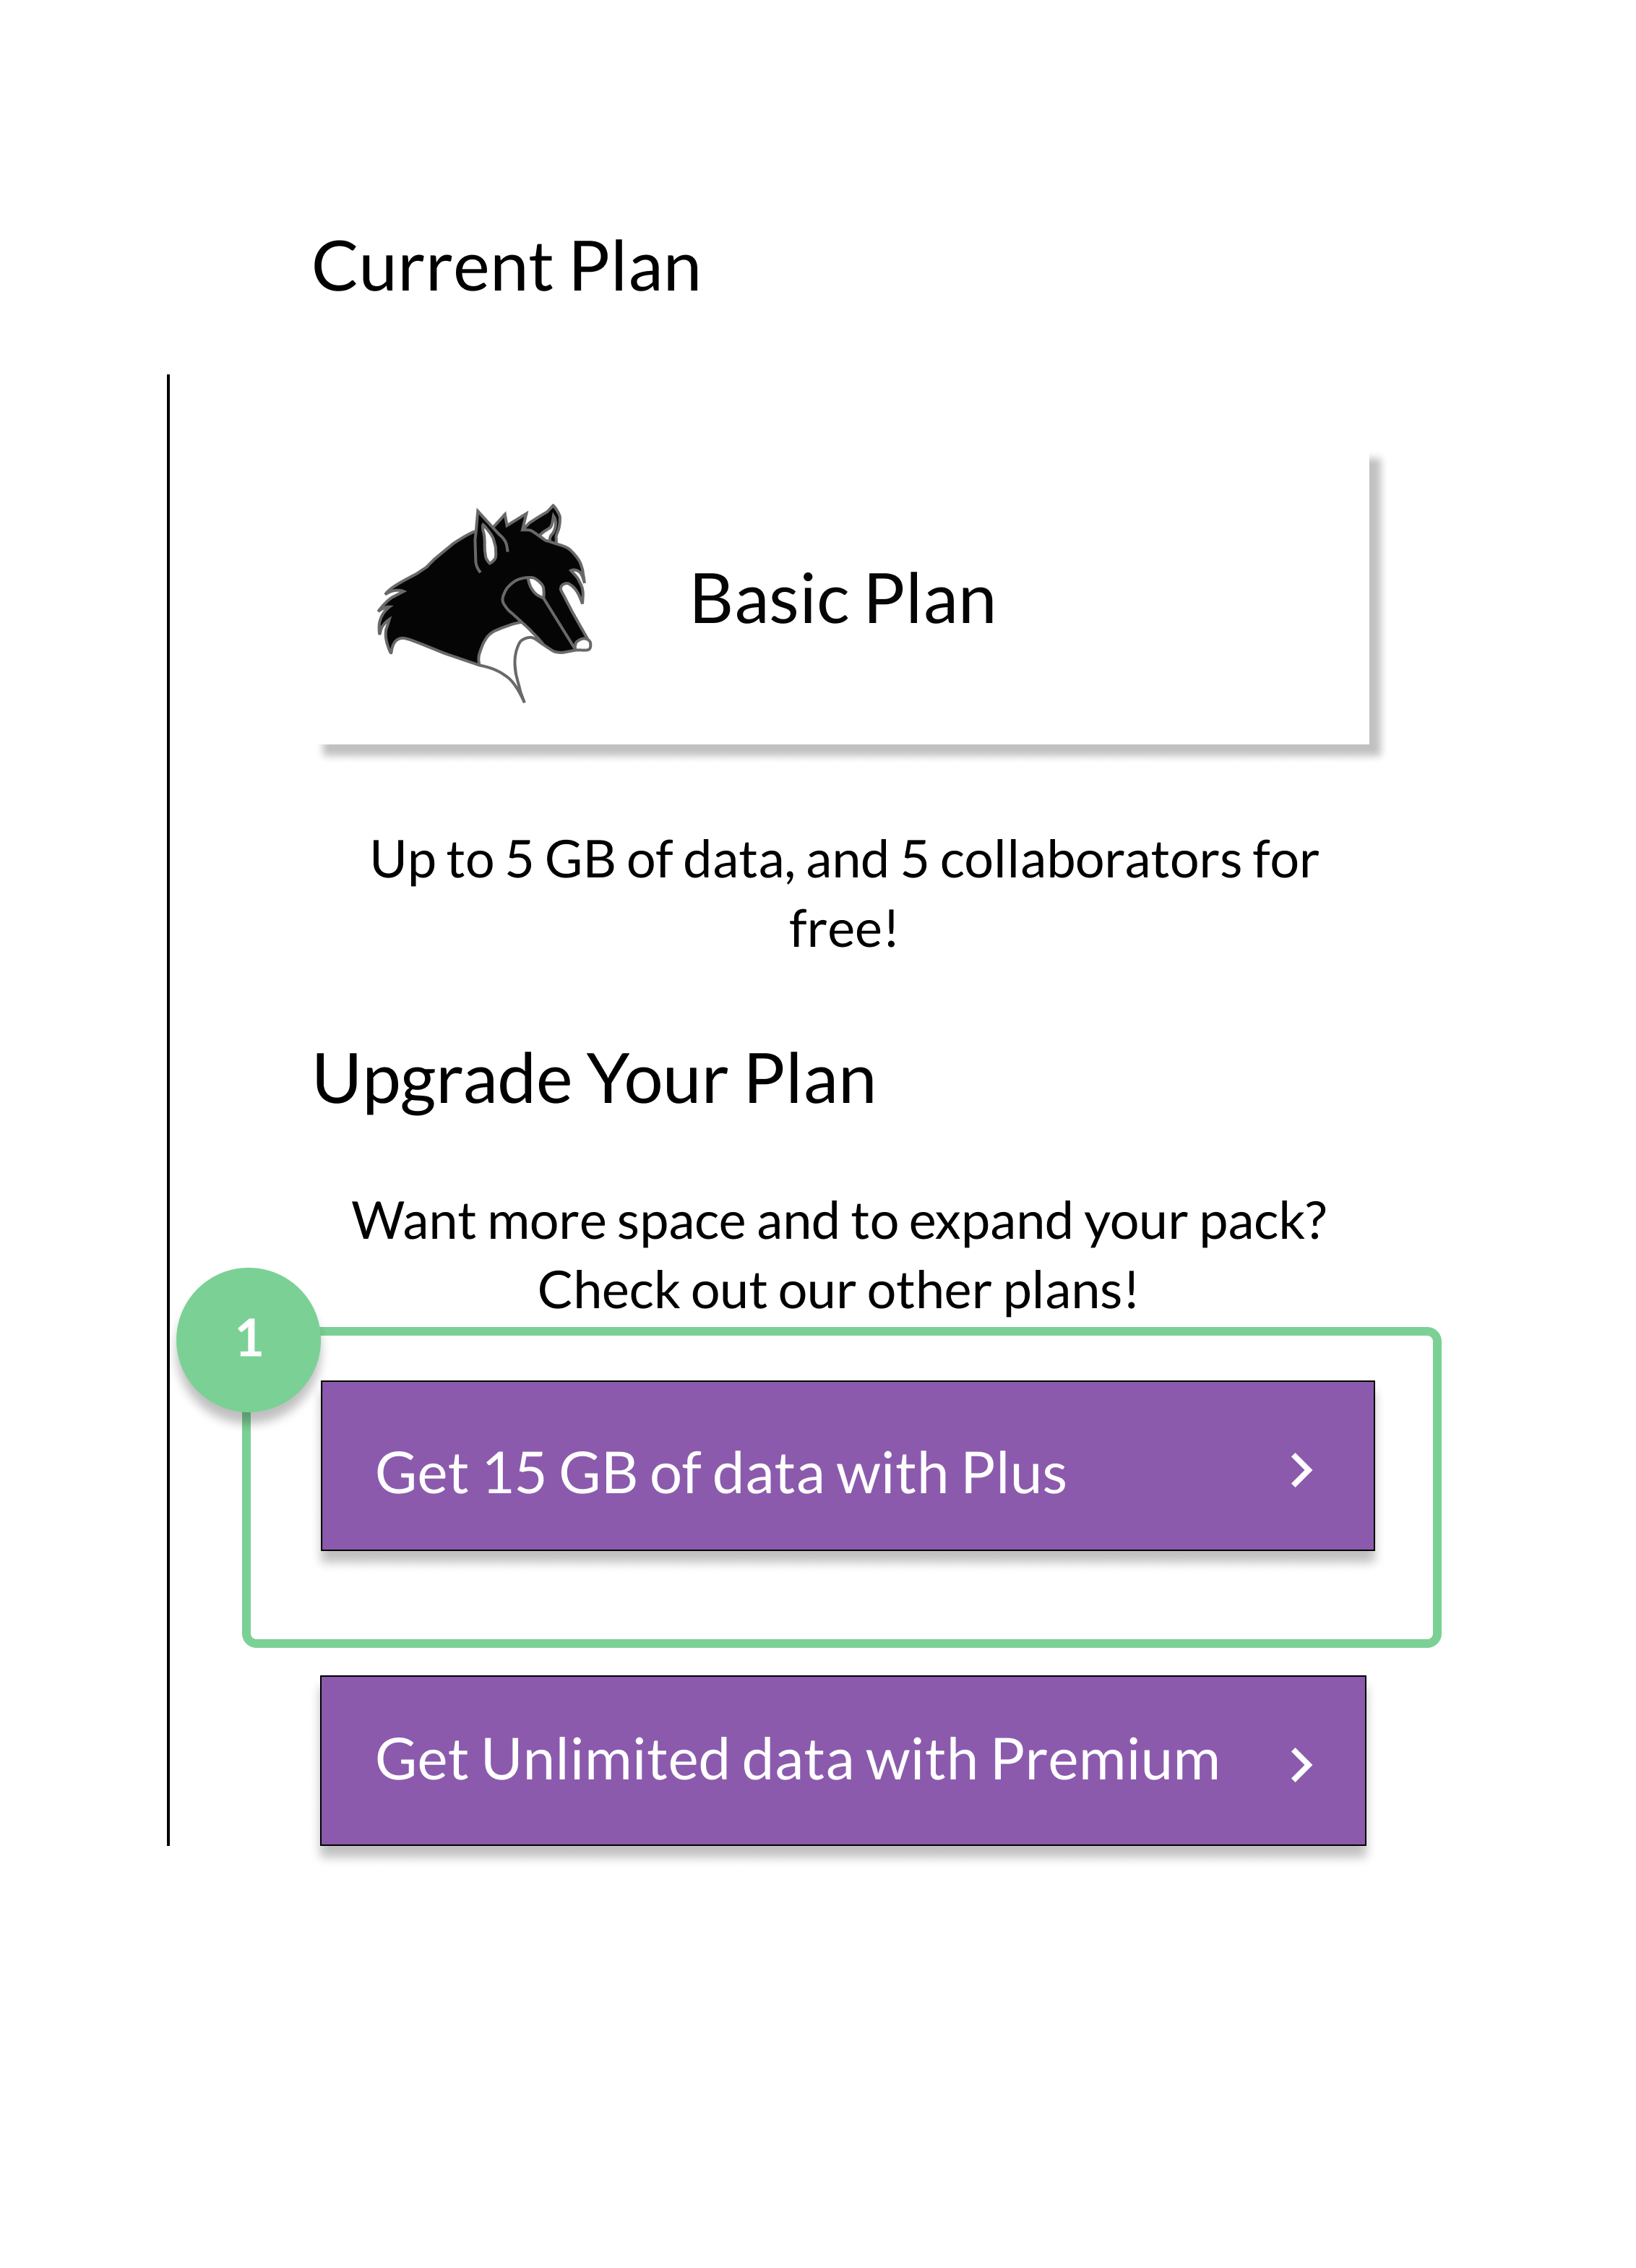 Current Plan
Basic Plan
Up to 5 GB of data, and 5 collaborators for
free!
Upgrade Your Plan
Want more space and to expand your pack?
Check out our other plans!
1
Get 15 GB of data with Plus
Get Unlimited data with Premium